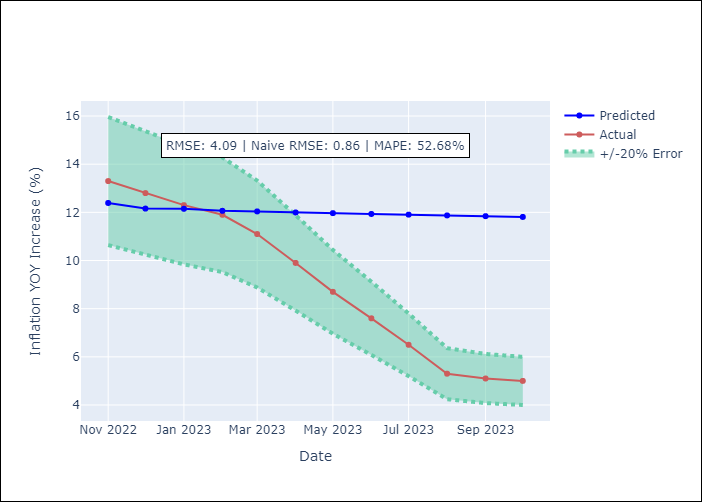 RMSE: 4.09 | Naive RMSE: 0.86 | MAPE: 52.68%
Predicted
Actual
+/-20% Error
Inflation YOY Increase (%)
16
14
12
10
8
6
4
Nov 2022 Jan 2023 Mar 2023 May 2023 Jul 2023 Sep 2023
Date